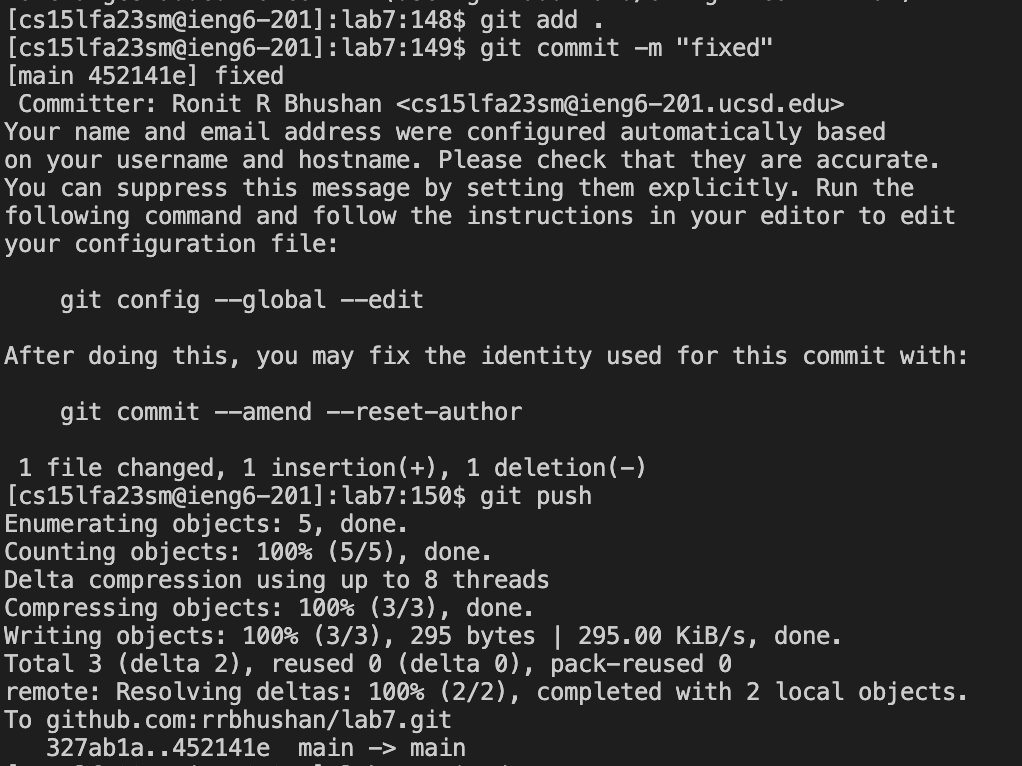 [cs15lfa23sm@ieng6-201]:lab7:148$ git add .
[cs15lfa23sm@ieng6-201]:lab7:149$ git commit -m "fixed"
[main 452141e] fixed
 Committer: Ronit R Bhushan <cs15lfa23sm@ieng6-201.ucsd.edu>
Your name and email address were configured automatically based
on your username and hostname. Please check that they are accurate.
You can suppress this message by setting them explicitly. Run the
following command and follow the instructions in your editor to edit
your configuration file:

    git config --global --edit

After doing this, you may fix the identity used for this commit with:

    git commit --amend --reset-author

 1 file changed, 1 insertion(+), 1 deletion(-)
[cs15lfa23sm@ieng6-201]:lab7:150$ git push
Enumerating objects: 5, done.
Counting objects: 100% (5/5), done.
Delta compression using up to 8 threads
Compressing objects: 100% (3/3), done.
Writing objects: 100% (3/3), 295 bytes | 295.00 KiB/s, done.
Total 3 (delta 2), reused 0 (delta 0), pack-reused 0
remote: Resolving deltas: 100% (2/2), completed with 2 local objects.
To github.com:rrbhushan/lab7.git
   327ab1a..452141e  main -> main